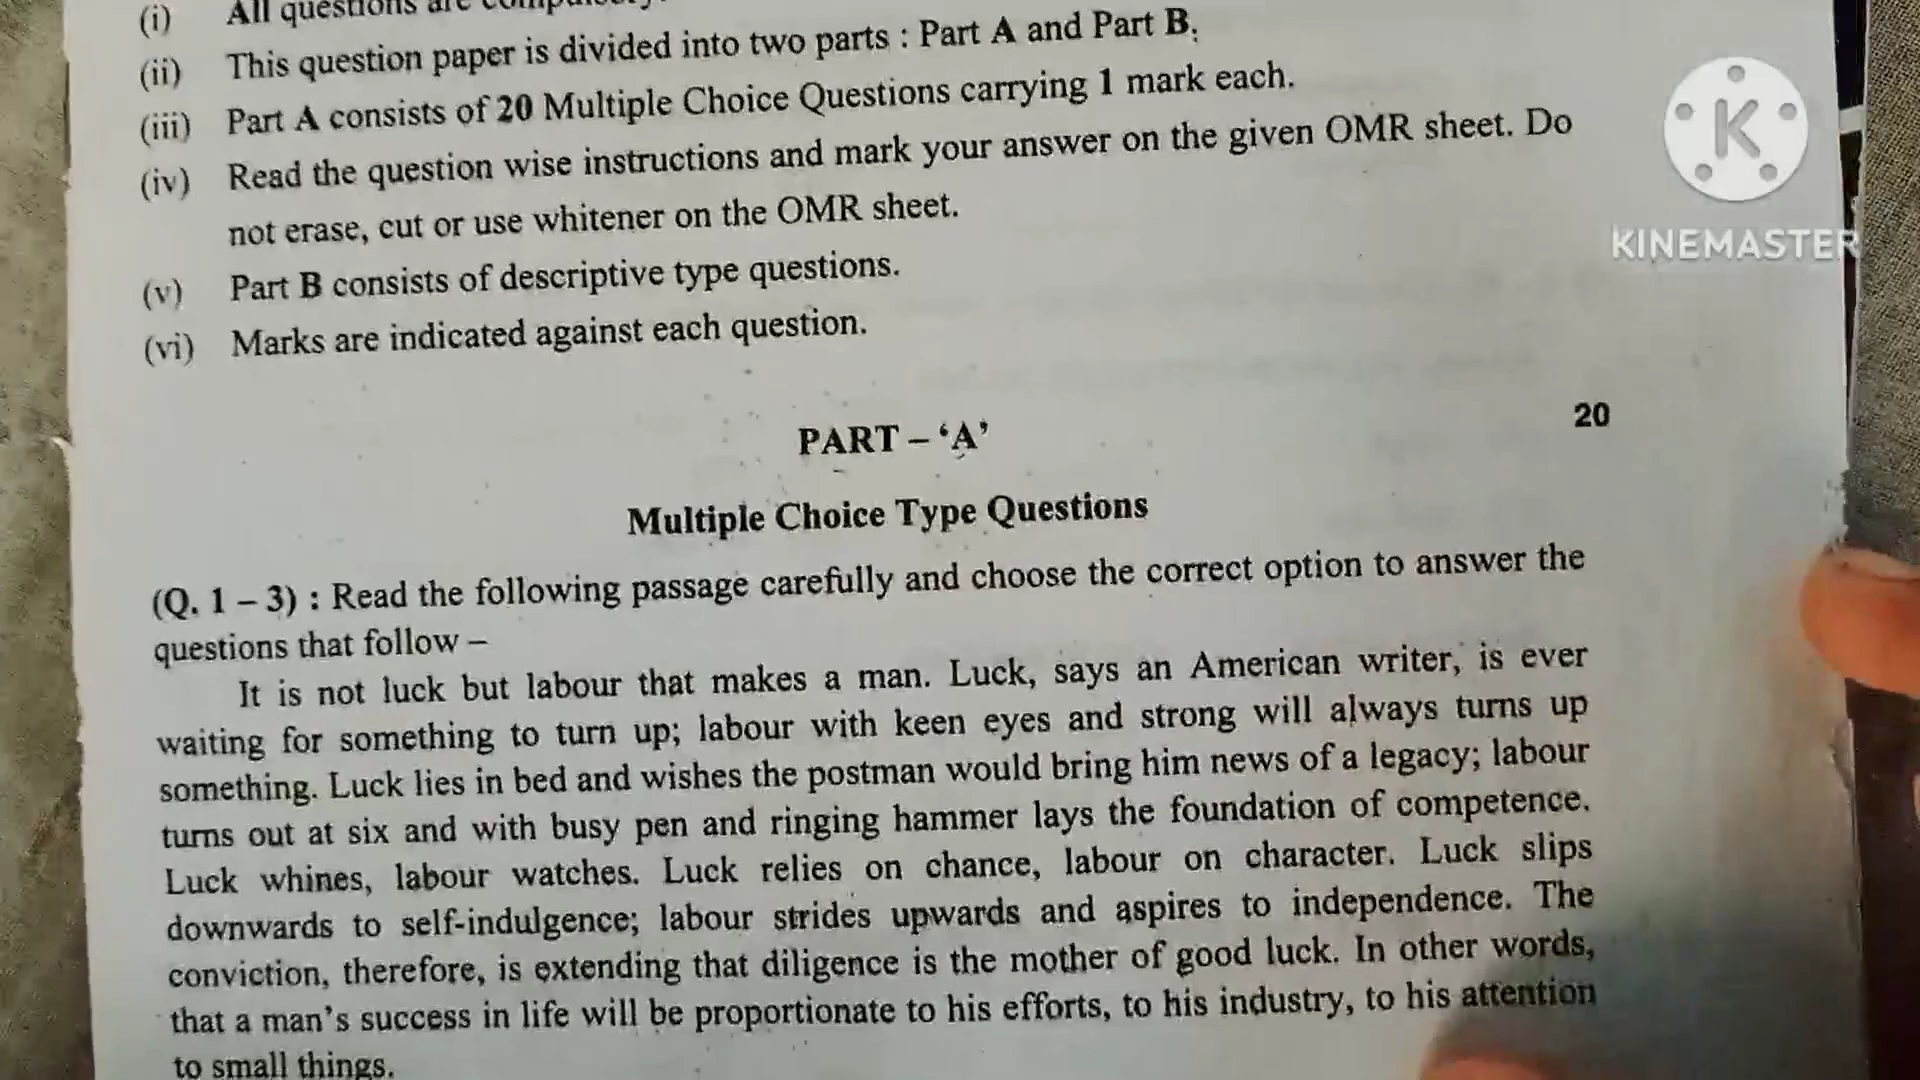 (i) All questions are compulsory.
(ii) This question paper is divided into two parts : Part A and Part B.
(iii) Part A consists of 20 Multiple Choice Questions carrying 1 mark each.
(iv) Read the question wise instructions and mark your answer on the given OMR sheet. Do
not erase, cut or use whitener on the OMR sheet.
(v) Part B consists of descriptive type questions.
(vi) Marks are indicated against each question.
K
KINEMASTER
PART – ‘A’ 20
Multiple Choice Type Questions
(Q. 1 – 3) : Read the following passage carefully and choose the correct option to answer the
questions that follow –
It is not luck but labour that makes a man. Luck, says an American writer, is ever
waiting for something to turn up; labour with keen eyes and strong will always turns up
something. Luck lies in bed and wishes the postman would bring him news of a legacy; labour
turns out at six and with busy pen and ringing hammer lays the foundation of competence.
Luck whines, labour watches. Luck relies on chance, labour on character. Luck slips
downwards to self-indulgence; labour strides upwards and aspires to independence. The
conviction, therefore, is extending that diligence is the mother of good luck. In other words,
that a man’s success in life will be proportionate to his efforts, to his industry, to his attention
to small things.